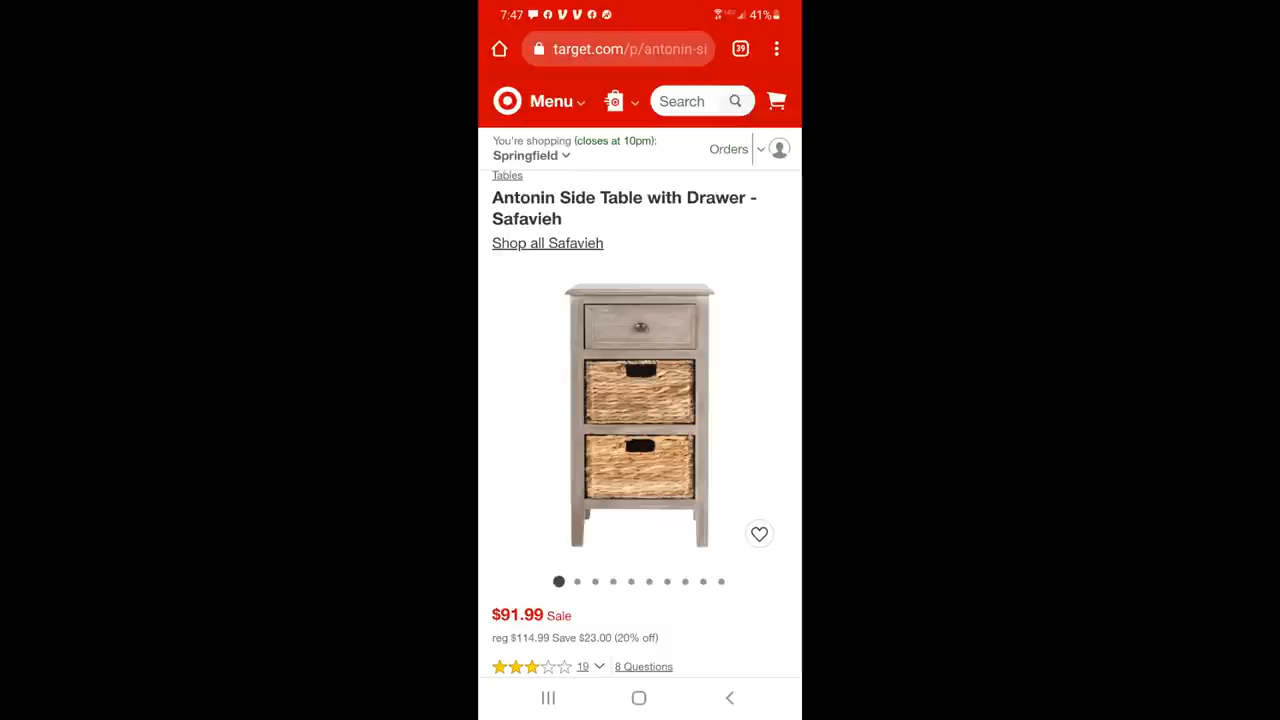 7:47 41%
target.com/p/antonin-si 39
Menu Search
You're shopping (closes at 10pm):
Springfield Orders
Tables
Antonin Side Table with Drawer -
Safavieh
Shop all Safavieh
$91.99 Sale
reg $114.99 Save $23.00 (20% off)
19 8 Questions